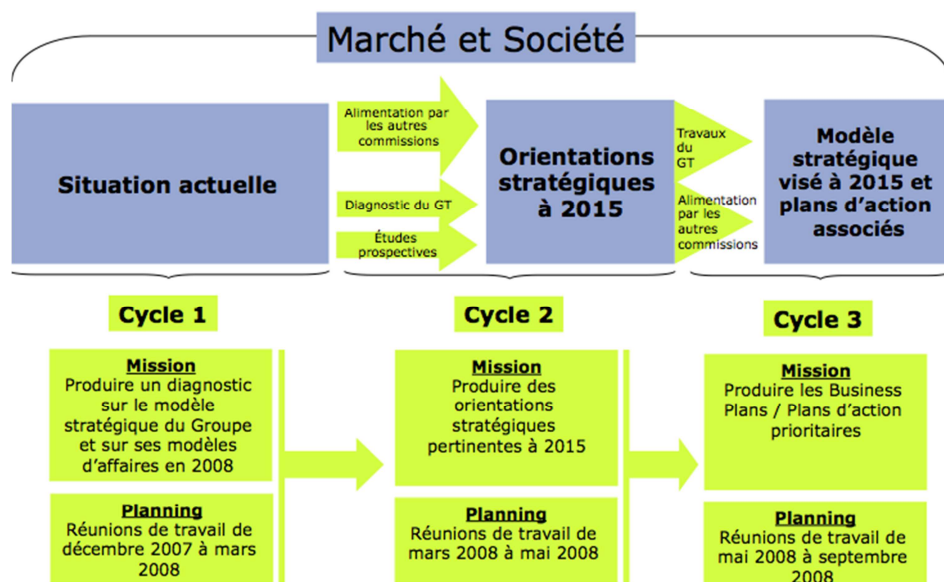 Marché et Société
Situation actuelle
Alimentation par
les autres
commissions
Diagnostic du GT
Études
prospectives
Orientations
stratégiques
à 2015
Travaux
du
GT
Alimentation
par les
autres
commissions
Modèle
stratégique
visé à 2015 et
plans d'action
associés
Cycle 1
Mission
Produire un diagnostic
sur le modèle
stratégique du Groupe
et sur ses modèles
d'affaires en 2008
Planning
Réunions de travail de
décembre 2007 à mars
2008
Cycle 2
Mission
Produire des
orientations
stratégiques
pertinentes à 2015
Planning
Réunions de travail de
mars 2008 à mai 2008
Cycle 3
Mission
Produire les Business
Plans / Plans d'action
prioritaires
Planning
Réunions de travail de
mai 2008 à septembre
2008